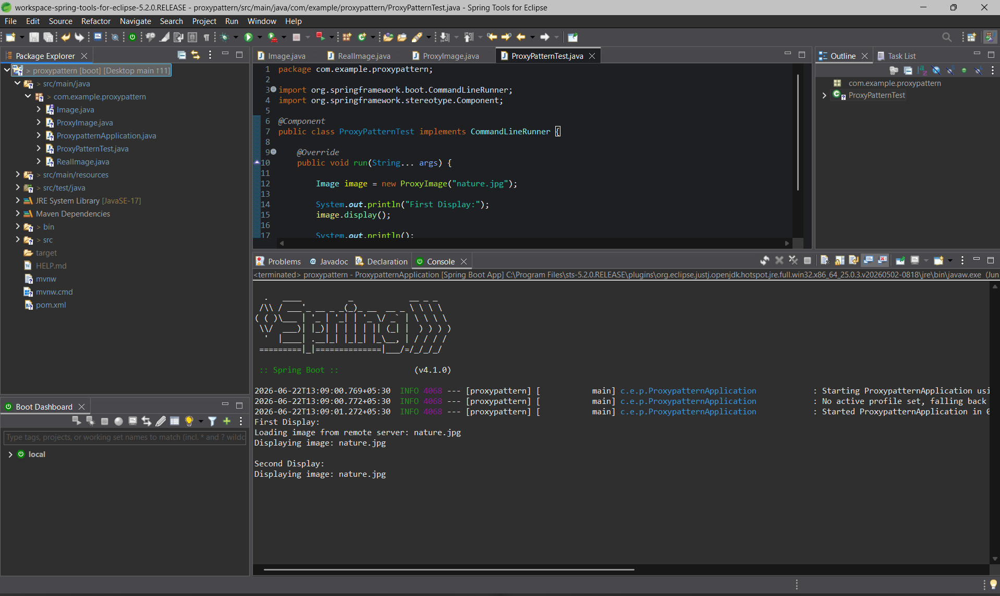 workspace-spring-tools-for-eclipse-5.2.0.RELEASE - proxypattern/src/main/java/com/example/proxypattern/ProxyPatternTest.java - Spring Tools for Eclipse
File Edit Source Refactor Navigate Search Project Run Window Help
Package Explorer
> proxypattern [boot] [Desktop main ↑11]
> src/main/java
> com.example.proxypattern
Image.java
ProxyImage.java
ProxypatternApplication.java
ProxyPatternTest.java
RealImage.java
> src/main/resources
> src/test/java
JRE System Library [JavaSE-17]
Maven Dependencies
> bin
> src
target
HELP.md
mvnw
mvnw.cmd
pom.xml
Boot Dashboard
Type tags, projects, or working set names to match (incl. * and ? wildc
local
Image.java RealImage.java ProxyImage.java ProxyPatternTest.java
1 package com.example.proxypattern;
2
3 import org.springframework.boot.CommandLineRunner;
4 import org.springframework.stereotype.Component;
5
6 @Component
7 public class ProxyPatternTest implements CommandLineRunner {
8
9 @Override
10 public void run(String... args) {
11
12 Image image = new ProxyImage("nature.jpg");
13
14 System.out.println("First Display:");
15 image.display();
16
17 System.out.println();
Outline Task List
com.example.proxypattern
ProxyPatternTest
Problems Javadoc Declaration Console
<terminated> proxypattern - ProxypatternApplication [Spring Boot App] C:\Program Files\sts-5.2.0.RELEASE\plugins\org.eclipse.justj.openjdk.hotspot.jre.full.win32.x86_64_25.0.3.v20260502-0818\jre\bin\javaw.exe (Jun
Spring
:: Spring Boot :: (v4.1.0)
2026-06-22T13:09:00.769+05:30 INFO 4068 --- [proxypattern] [ main] c.e.p.ProxypatternApplication : Starting ProxypatternApplication usi
2026-06-22T13:09:00.772+05:30 INFO 4068 --- [proxypattern] [ main] c.e.p.ProxypatternApplication : No active profile set, falling back
2026-06-22T13:09:01.272+05:30 INFO 4068 --- [proxypattern] [ main] c.e.p.ProxypatternApplication : Started ProxypatternApplication in 0
First Display:
Loading image from remote server: nature.jpg
Displaying image: nature.jpg
Second Display:
Displaying image: nature.jpg